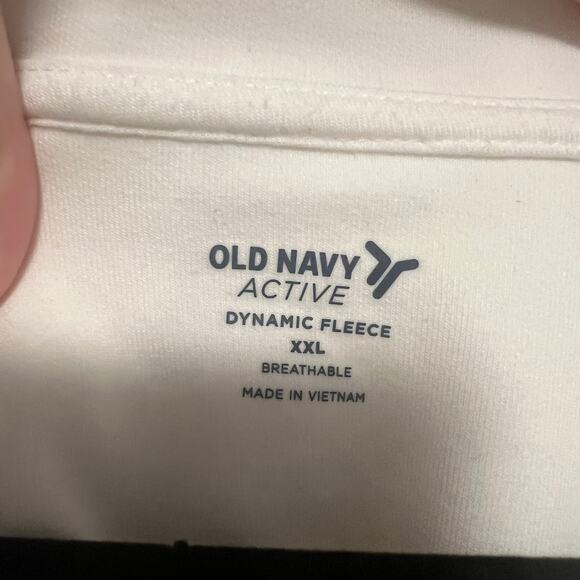 OLD NAVY
ACTIVE
DYNAMIC FLEECE
XXL
BREATHABLE
MADE IN VIETNAM